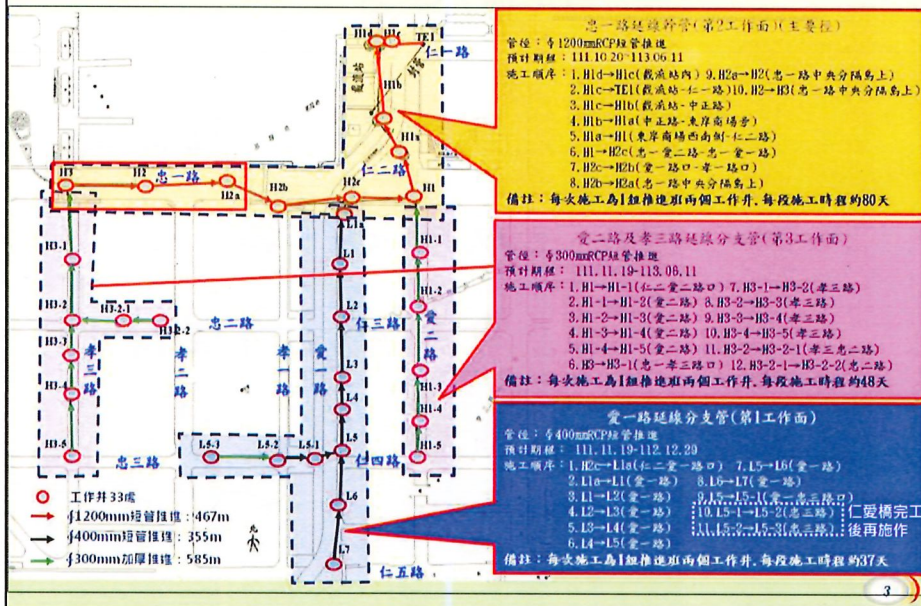 忠一路延線幹管(第2工作面)(主要徑)
管徑：ϕ1200mmRCP短管推進
預計期程： 111.10.20-113.06.11
施工順序：1.H1d→H1c(截流站內) 9.H2a→H2(忠一路中央分隔島上)
2.H1c→TE1(截流站-仁一路)10.H2→H3(忠一路中央分隔島上)
3.H1c→H1b(截流站-中正路)
4.H1b→H1a(中正路-東岸商場旁)
5.H1a→H1(東岸商場西南側-仁二路)
6.H1→H2c(忠一愛二路-忠一愛一路)
7.H2c→H2b(愛一路口-孝一路口)
8.H2b→H2a(忠一路中央分隔島上)
備註：每次施工為1組推進班兩個工作井,每段施工時程約80天
愛二路及孝三路延線分支管(第3工作面)
管徑：ϕ300mmRCP短管推進
預計期程： 111.11.19-113.06.11
施工順序：1.H1→H1-1(仁二愛二路口) 7.H3-1→H3-2(孝三路)
2.H1-1→H1-2(愛二路) 8.H3-2→H3-3(孝三路)
3.H1-2→H1-3(愛二路) 9.H3-3→H3-4(孝三路)
4.H1-3→H1-4(愛二路) 10.H3-4→H3-5(孝三路)
5.H1-4→H1-5(愛二路) 11.H3-2→H3-2-1(孝三忠二路)
6.H3→H3-1(忠一孝三路口) 12.H3-2-1→H3-2-2(忠二路)
備註：每次施工為1組推進班兩個工作井,每段施工時程約48天
愛一路延線分支管(第1工作面)
管徑：ϕ400mmRCP短管推進
預計期程： 111.11.19-112.12.20
施工順序：1.H2c→L1a(仁二愛一路口) 7.L5→L6(愛一路)
2.L1a→L1(愛一路) 8.L6→L7(愛一路)
3.L1→L2(愛一路) 9.L5→L5-1(愛一忠三路口)
4.L2→L3(愛一路) 10.L5-1→L5-2(忠三路)
5.L3→L4(愛一路) 11.L5-2→L5-3(忠三路)
6.L4→L5(愛一路)
仁愛橋完工
後再施作
備註：每次施工為1組推進班兩個工作井,每段施工時程約37天
H1d
H1c
TE1
仁一路
截流站
H1b
H1a
仁二路
H3
H2
忠一路
H2a
H2b
H2c
H1
L1a
H3-1
L1
H1-1
H3-2
H3-2-1
H3-2-2
忠二路
L2
仁三路
H1-2
愛二路
H3-3
孝三路
孝二路
孝一路
愛一路
L3
H1-3
H3-4
L4
H1-4
H3-5
忠三路
L5-3
L5-2
L5-1
L5
仁四路
H1-5
L6
L7
仁五路
工作井33處
ϕ1200mm短管推進：467m
ϕ400mm短管推進：355m
ϕ300mm加厚推進：585m
北
3